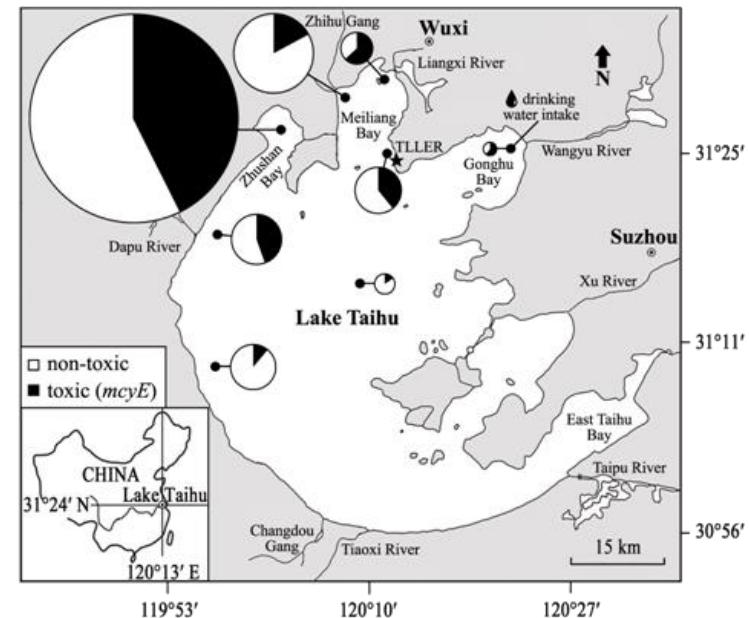 Zhihu Gang
Wuxi
Liangxi River
N
drinking
water intake
Meiliang
Bay
TLLER
Zhushan
Bay
Gonghu
Bay
Wangyu River
31°25′
Dapu River
Suzhou
Xu River
Lake Taihu
31°11′
non-toxic
toxic (mcyE)
East Taihu
Bay
Taipu River
CHINA
Lake Taihu
31°24′ N
120°13′ E
Changdou
Gang
Tiaoxi River
30°56′
15 km
119°53′
120°10′
120°27′